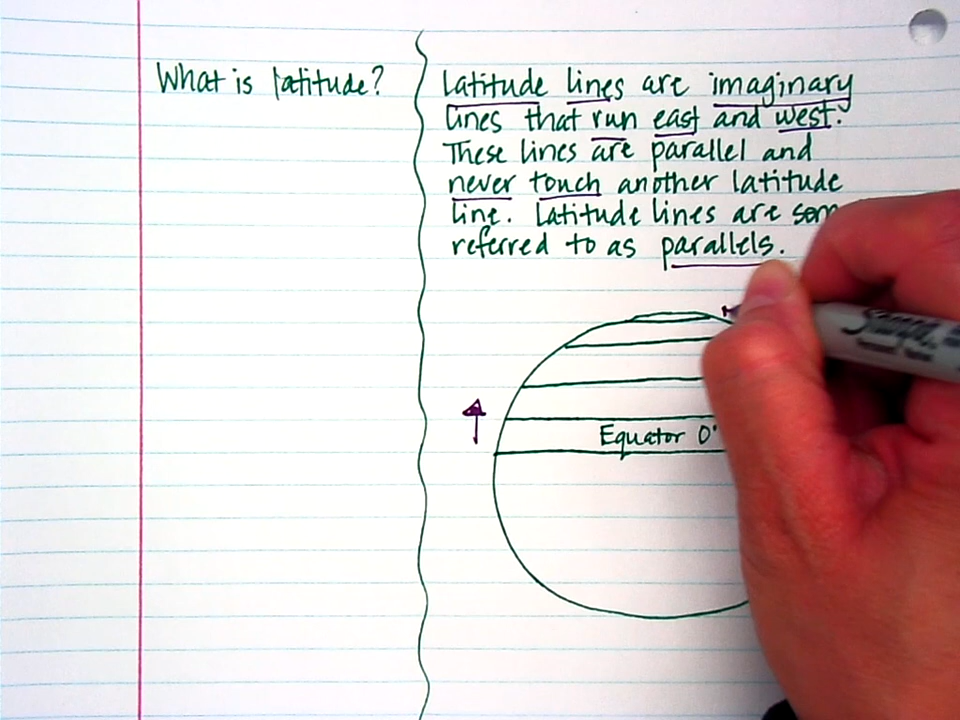 What is latitude?
Latitude lines are imaginary
lines that run east and west.
These lines are parallel and
never touch another latitude
line. Latitude lines are
referred to as parallels.
Equator 0°
Sharpie